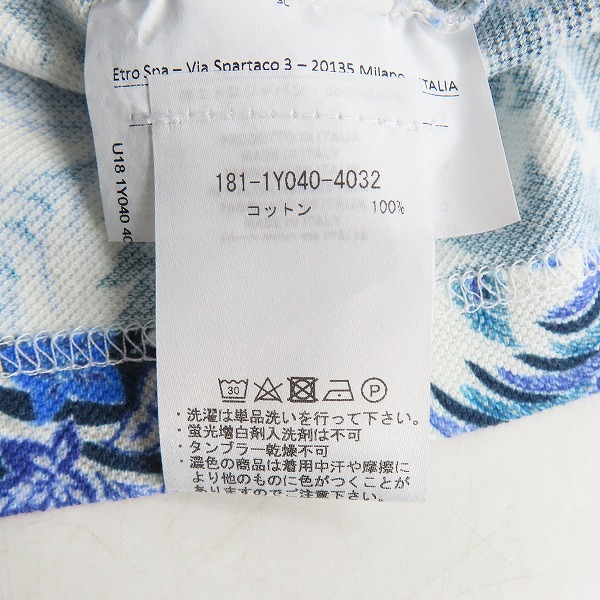 Etro Spa – Via Spartaco 3 – 20135 Milano
ITALIA
U18 1Y040 40
181-1Y040-4032
コットン 100%
30
P
・洗濯は単品洗いを行って下さい。
・蛍光増白剤入洗剤は不可
・タンブラー乾燥不可
・濃色の商品は着用中汗や摩擦に
より他のものに色がつくことが
ありますのでご注意下さい。